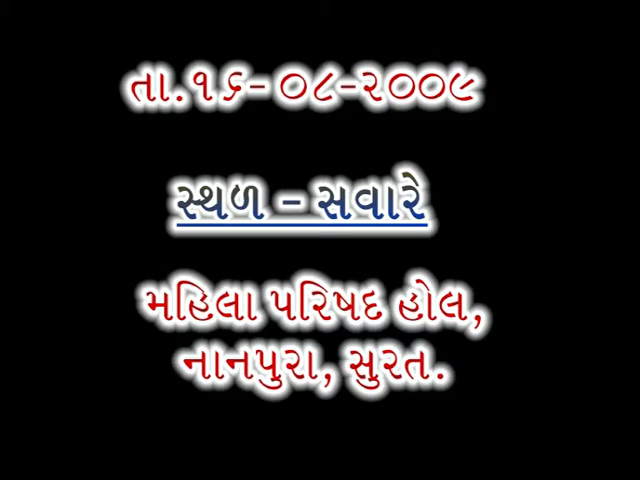 તા.૧૬-૦૮-૨૦૦૯
સ્થળ - સવારે
મહિલા પરિષદ હોલ,
નાનપુરા, સુરત.